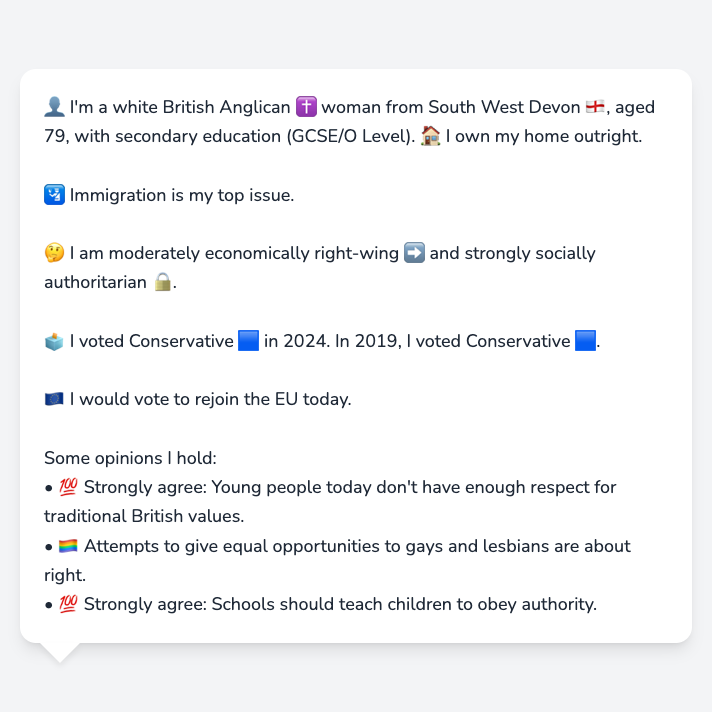 👤 I'm a white British Anglican ✝️ woman from South West Devon 🏴󠁧󠁢󠁥󠁮󠁧󠁿, aged
79, with secondary education (GCSE/O Level). 🏠 I own my home outright.
🛂 Immigration is my top issue.
🤔 I am moderately economically right-wing ➡️ and strongly socially
authoritarian 🔒.
🗳️ I voted Conservative 🟦 in 2024. In 2019, I voted Conservative 🟦.
🇪🇺 I would vote to rejoin the EU today.
Some opinions I hold:
• 💯 Strongly agree: Young people today don't have enough respect for
traditional British values.
• 🏳️‍🌈 Attempts to give equal opportunities to gays and lesbians are about
right.
• 💯 Strongly agree: Schools should teach children to obey authority.